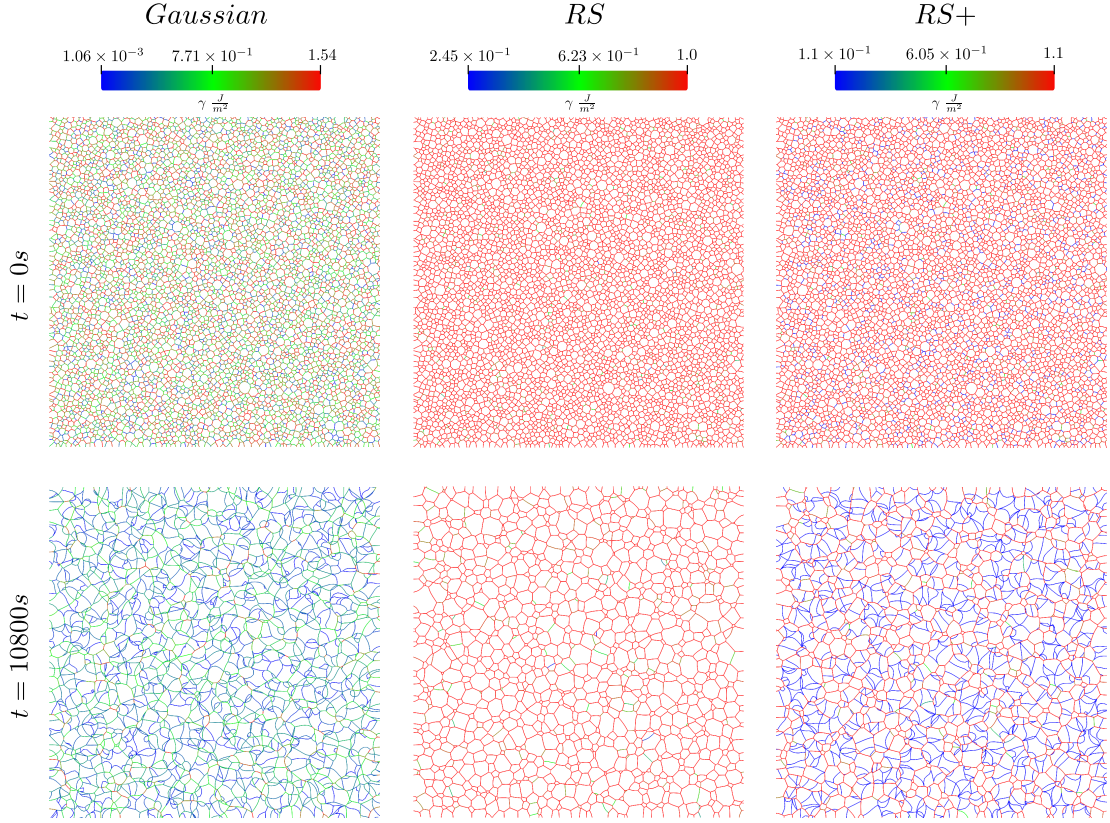 Gaussian RS RS+
1.06 × 10⁻³ 7.71 × 10⁻¹ 1.54 2.45 × 10⁻¹ 6.23 × 10⁻¹ 1.0 1.1 × 10⁻¹ 6.05 × 10⁻¹ 1.1
γ J/m² γ J/m² γ J/m²
t = 0s
t = 10800s